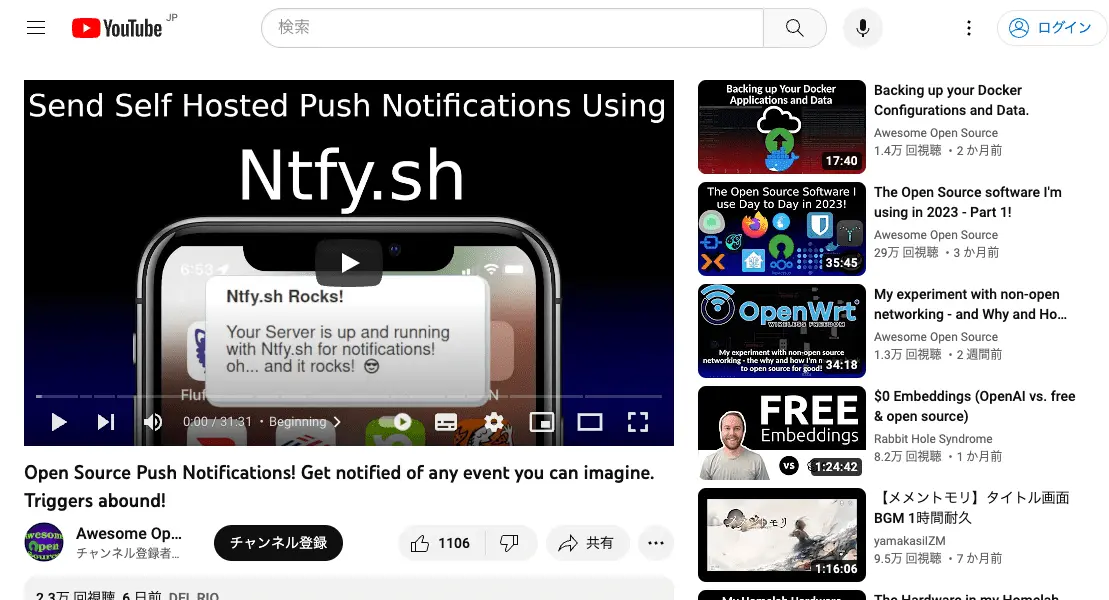 YouTube JP
検索
ログイン
Send Self Hosted Push Notifications Using
Ntfy.sh
6:53
Ntfy.sh Rocks!
Your Server is up and running
with Ntfy.sh for notifications!
oh... and it rocks! 😎
0:00 / 31:31 • Beginning
Open Source Push Notifications! Get notified of any event you can imagine.
Triggers abound!
Awesome Open Source
Awesome Op...
チャンネル登録者...
チャンネル登録
1106
共有
2.3万 回視聴 6 日前 DEL RIO
Backing up Your Docker
Applications and Data
17:40
Backing up your Docker
Configurations and Data.
Awesome Open Source
1.4万 回視聴 ・2 か月前
The Open Source Software I
use Day to Day in 2023!
35:45
The Open Source software I'm
using in 2023 - Part 1!
Awesome Open Source
29万 回視聴 ・3 か月前
OpenWrt
WIRELESS FREEDOM
My experiment with non-open source
networking - the why and how I'm
to open source for good!
34:18
My experiment with non-open
networking - and Why and Ho...
Awesome Open Source
1.3万 回視聴 ・2 週間前
FREE
Embeddings
VS
1:24:42
$0 Embeddings (OpenAI vs. free
& open source)
Rabbit Hole Syndrome
8.2万 回視聴 ・1 か月前
モリ
1:16:06
【メメントモリ】タイトル画面
BGM 1時間耐久
yamakasiIZM
9.5万 回視聴 ・7 か月前
My Homelab Hardware
The Hardware in my Homelab